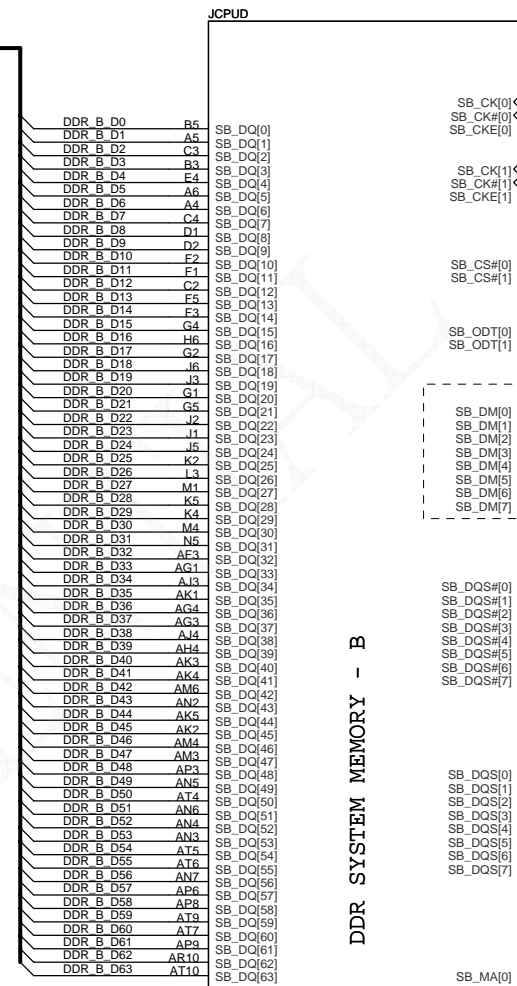 JCPUD
SB_CK[0]
SB_CK#[0]
SB_CKE[0]
SB_CK[1]
SB_CK#[1]
SB_CKE[1]
SB_CS#[0]
SB_CS#[1]
SB_ODT[0]
SB_ODT[1]
SB_DM[0]
SB_DM[1]
SB_DM[2]
SB_DM[3]
SB_DM[4]
SB_DM[5]
SB_DM[6]
SB_DM[7]
SB_DQS#[0]
SB_DQS#[1]
SB_DQS#[2]
SB_DQS#[3]
SB_DQS#[4]
SB_DQS#[5]
SB_DQS#[6]
SB_DQS#[7]
SB_DQS[0]
SB_DQS[1]
SB_DQS[2]
SB_DQS[3]
SB_DQS[4]
SB_DQS[5]
SB_DQS[6]
SB_DQS[7]
SB_MA[0]
DDR_B_D0 B5 SB_DQ[0]
DDR_B_D1 A5 SB_DQ[1]
DDR_B_D2 C3 SB_DQ[2]
DDR_B_D3 B3 SB_DQ[3]
DDR_B_D4 E4 SB_DQ[4]
DDR_B_D5 A6 SB_DQ[5]
DDR_B_D6 A4 SB_DQ[6]
DDR_B_D7 C4 SB_DQ[7]
DDR_B_D8 D1 SB_DQ[8]
DDR_B_D9 D2 SB_DQ[9]
DDR_B_D10 F2 SB_DQ[10]
DDR_B_D11 F1 SB_DQ[11]
DDR_B_D12 C2 SB_DQ[12]
DDR_B_D13 F5 SB_DQ[13]
DDR_B_D14 F3 SB_DQ[14]
DDR_B_D15 G4 SB_DQ[15]
DDR_B_D16 H6 SB_DQ[16]
DDR_B_D17 G2 SB_DQ[17]
DDR_B_D18 J6 SB_DQ[18]
DDR_B_D19 J3 SB_DQ[19]
DDR_B_D20 G1 SB_DQ[20]
DDR_B_D21 G5 SB_DQ[21]
DDR_B_D22 J2 SB_DQ[22]
DDR_B_D23 J1 SB_DQ[23]
DDR_B_D24 J5 SB_DQ[24]
DDR_B_D25 K2 SB_DQ[25]
DDR_B_D26 L3 SB_DQ[26]
DDR_B_D27 M1 SB_DQ[27]
DDR_B_D28 K5 SB_DQ[28]
DDR_B_D29 K4 SB_DQ[29]
DDR_B_D30 M4 SB_DQ[30]
DDR_B_D31 N5 SB_DQ[31]
DDR_B_D32 AF3 SB_DQ[32]
DDR_B_D33 AG1 SB_DQ[33]
DDR_B_D34 AJ3 SB_DQ[34]
DDR_B_D35 AK1 SB_DQ[35]
DDR_B_D36 AG4 SB_DQ[36]
DDR_B_D37 AG3 SB_DQ[37]
DDR_B_D38 AJ4 SB_DQ[38]
DDR_B_D39 AH4 SB_DQ[39]
DDR_B_D40 AK3 SB_DQ[40]
DDR_B_D41 AK4 SB_DQ[41]
DDR_B_D42 AM6 SB_DQ[42]
DDR_B_D43 AN2 SB_DQ[43]
DDR_B_D44 AK5 SB_DQ[44]
DDR_B_D45 AK2 SB_DQ[45]
DDR_B_D46 AM4 SB_DQ[46]
DDR_B_D47 AM3 SB_DQ[47]
DDR_B_D48 AP3 SB_DQ[48]
DDR_B_D49 AN5 SB_DQ[49]
DDR_B_D50 AT4 SB_DQ[50]
DDR_B_D51 AN6 SB_DQ[51]
DDR_B_D52 AN4 SB_DQ[52]
DDR_B_D53 AN3 SB_DQ[53]
DDR_B_D54 AT5 SB_DQ[54]
DDR_B_D55 AT6 SB_DQ[55]
DDR_B_D56 AN7 SB_DQ[56]
DDR_B_D57 AP6 SB_DQ[57]
DDR_B_D58 AP8 SB_DQ[58]
DDR_B_D59 AT9 SB_DQ[59]
DDR_B_D60 AT7 SB_DQ[60]
DDR_B_D61 AP9 SB_DQ[61]
DDR_B_D62 AR10 SB_DQ[62]
DDR_B_D63 AT10 SB_DQ[63]
DDR SYSTEM MEMORY - B